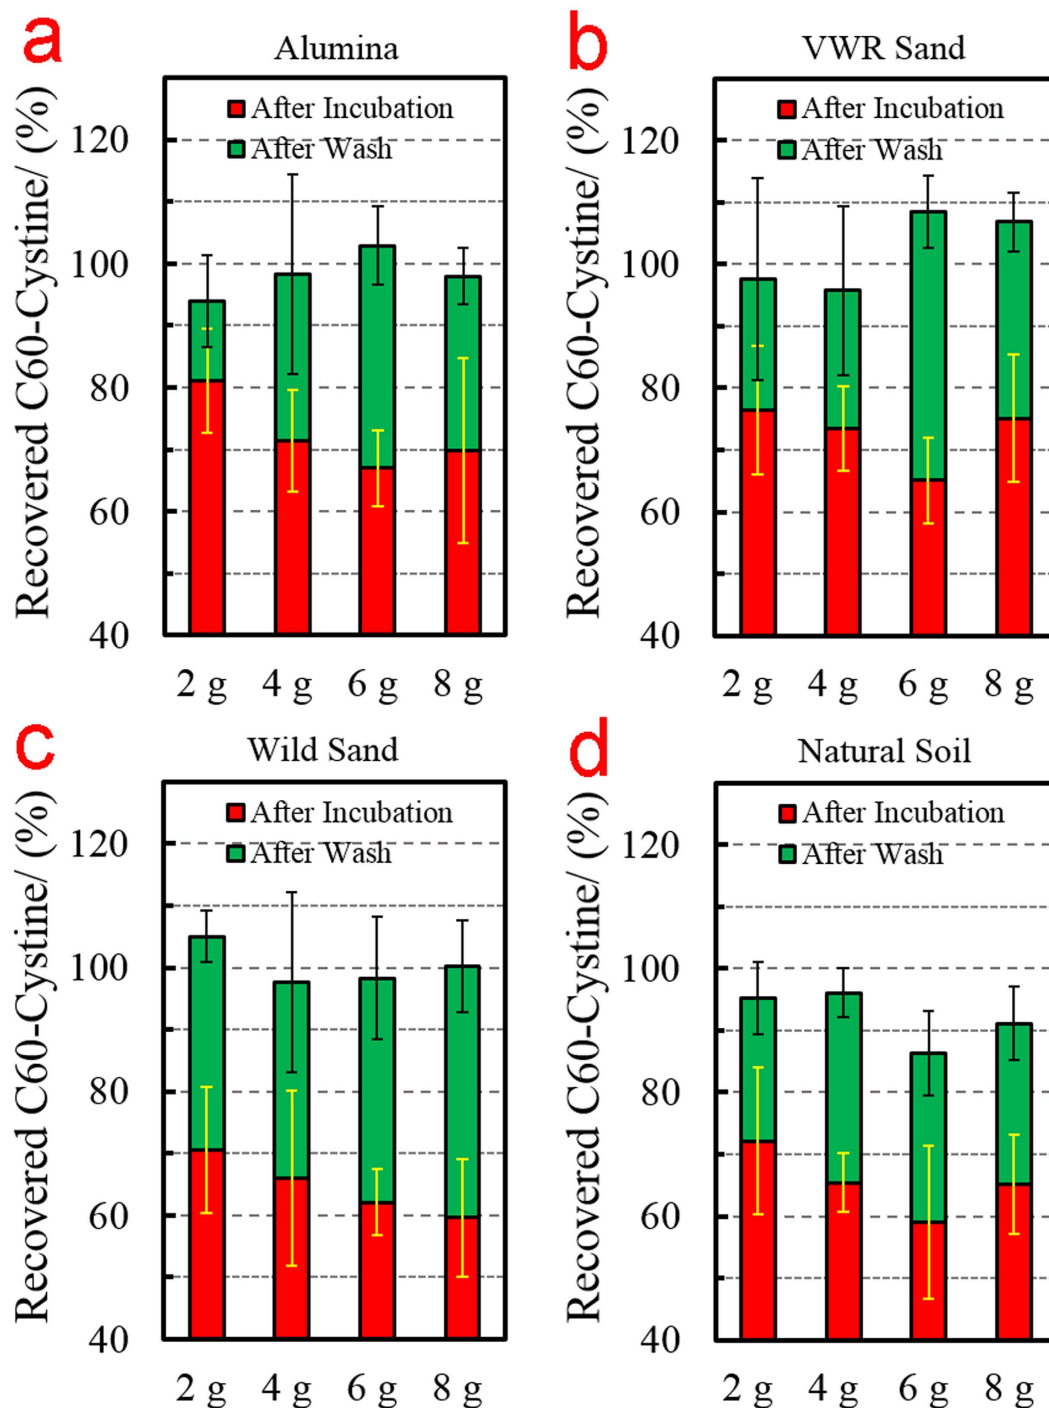 a
Alumina
Recovered C60-Cystine/ (%)
After Incubation
After Wash
120
100
80
60
40
2 g 4 g 6 g 8 g
b
VWR Sand
Recovered C60-Cystine/ (%)
After Incubation
After Wash
120
100
80
60
40
2 g 4 g 6 g 8 g
c
Wild Sand
Recovered C60-Cystine/ (%)
After Incubation
After Wash
120
100
80
60
40
2 g 4 g 6 g 8 g
d
Natural Soil
Recovered C60-Cystine/ (%)
After Incubation
After Wash
120
100
80
60
40
2 g 4 g 6 g 8 g